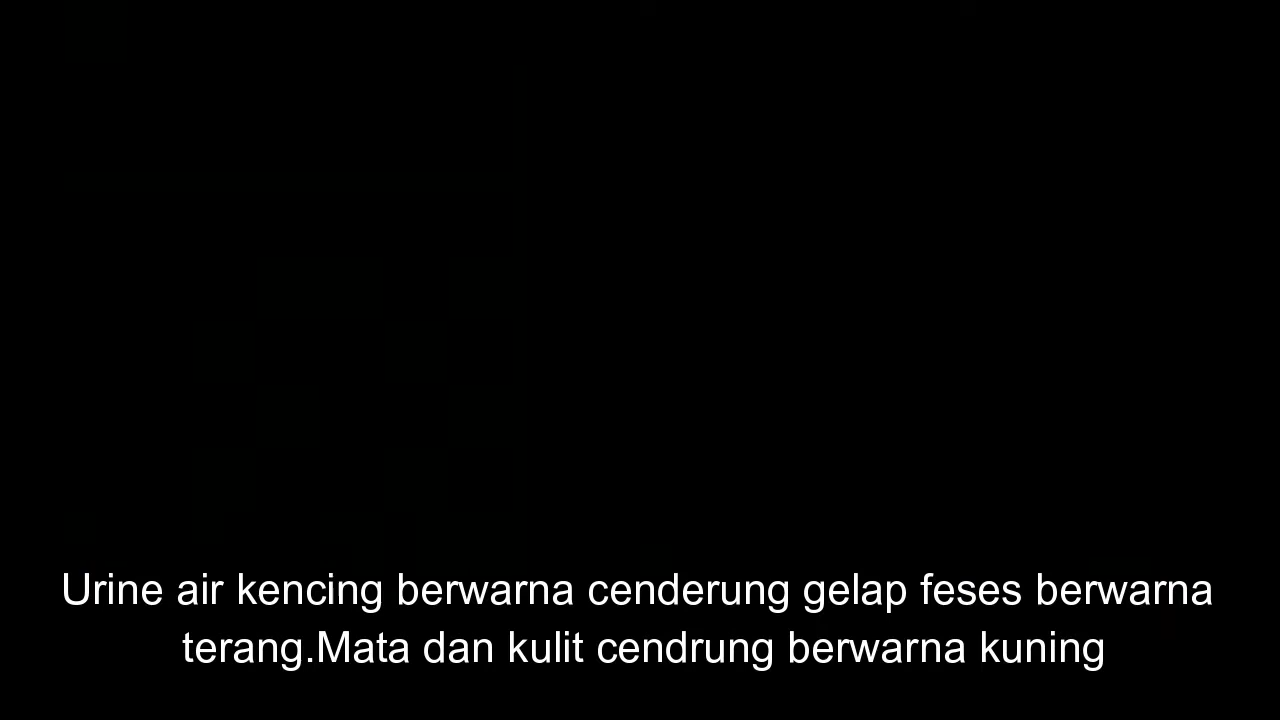 Urine air kencing berwarna cenderung gelap feses berwarna
terang.Mata dan kulit cendrung berwarna kuning